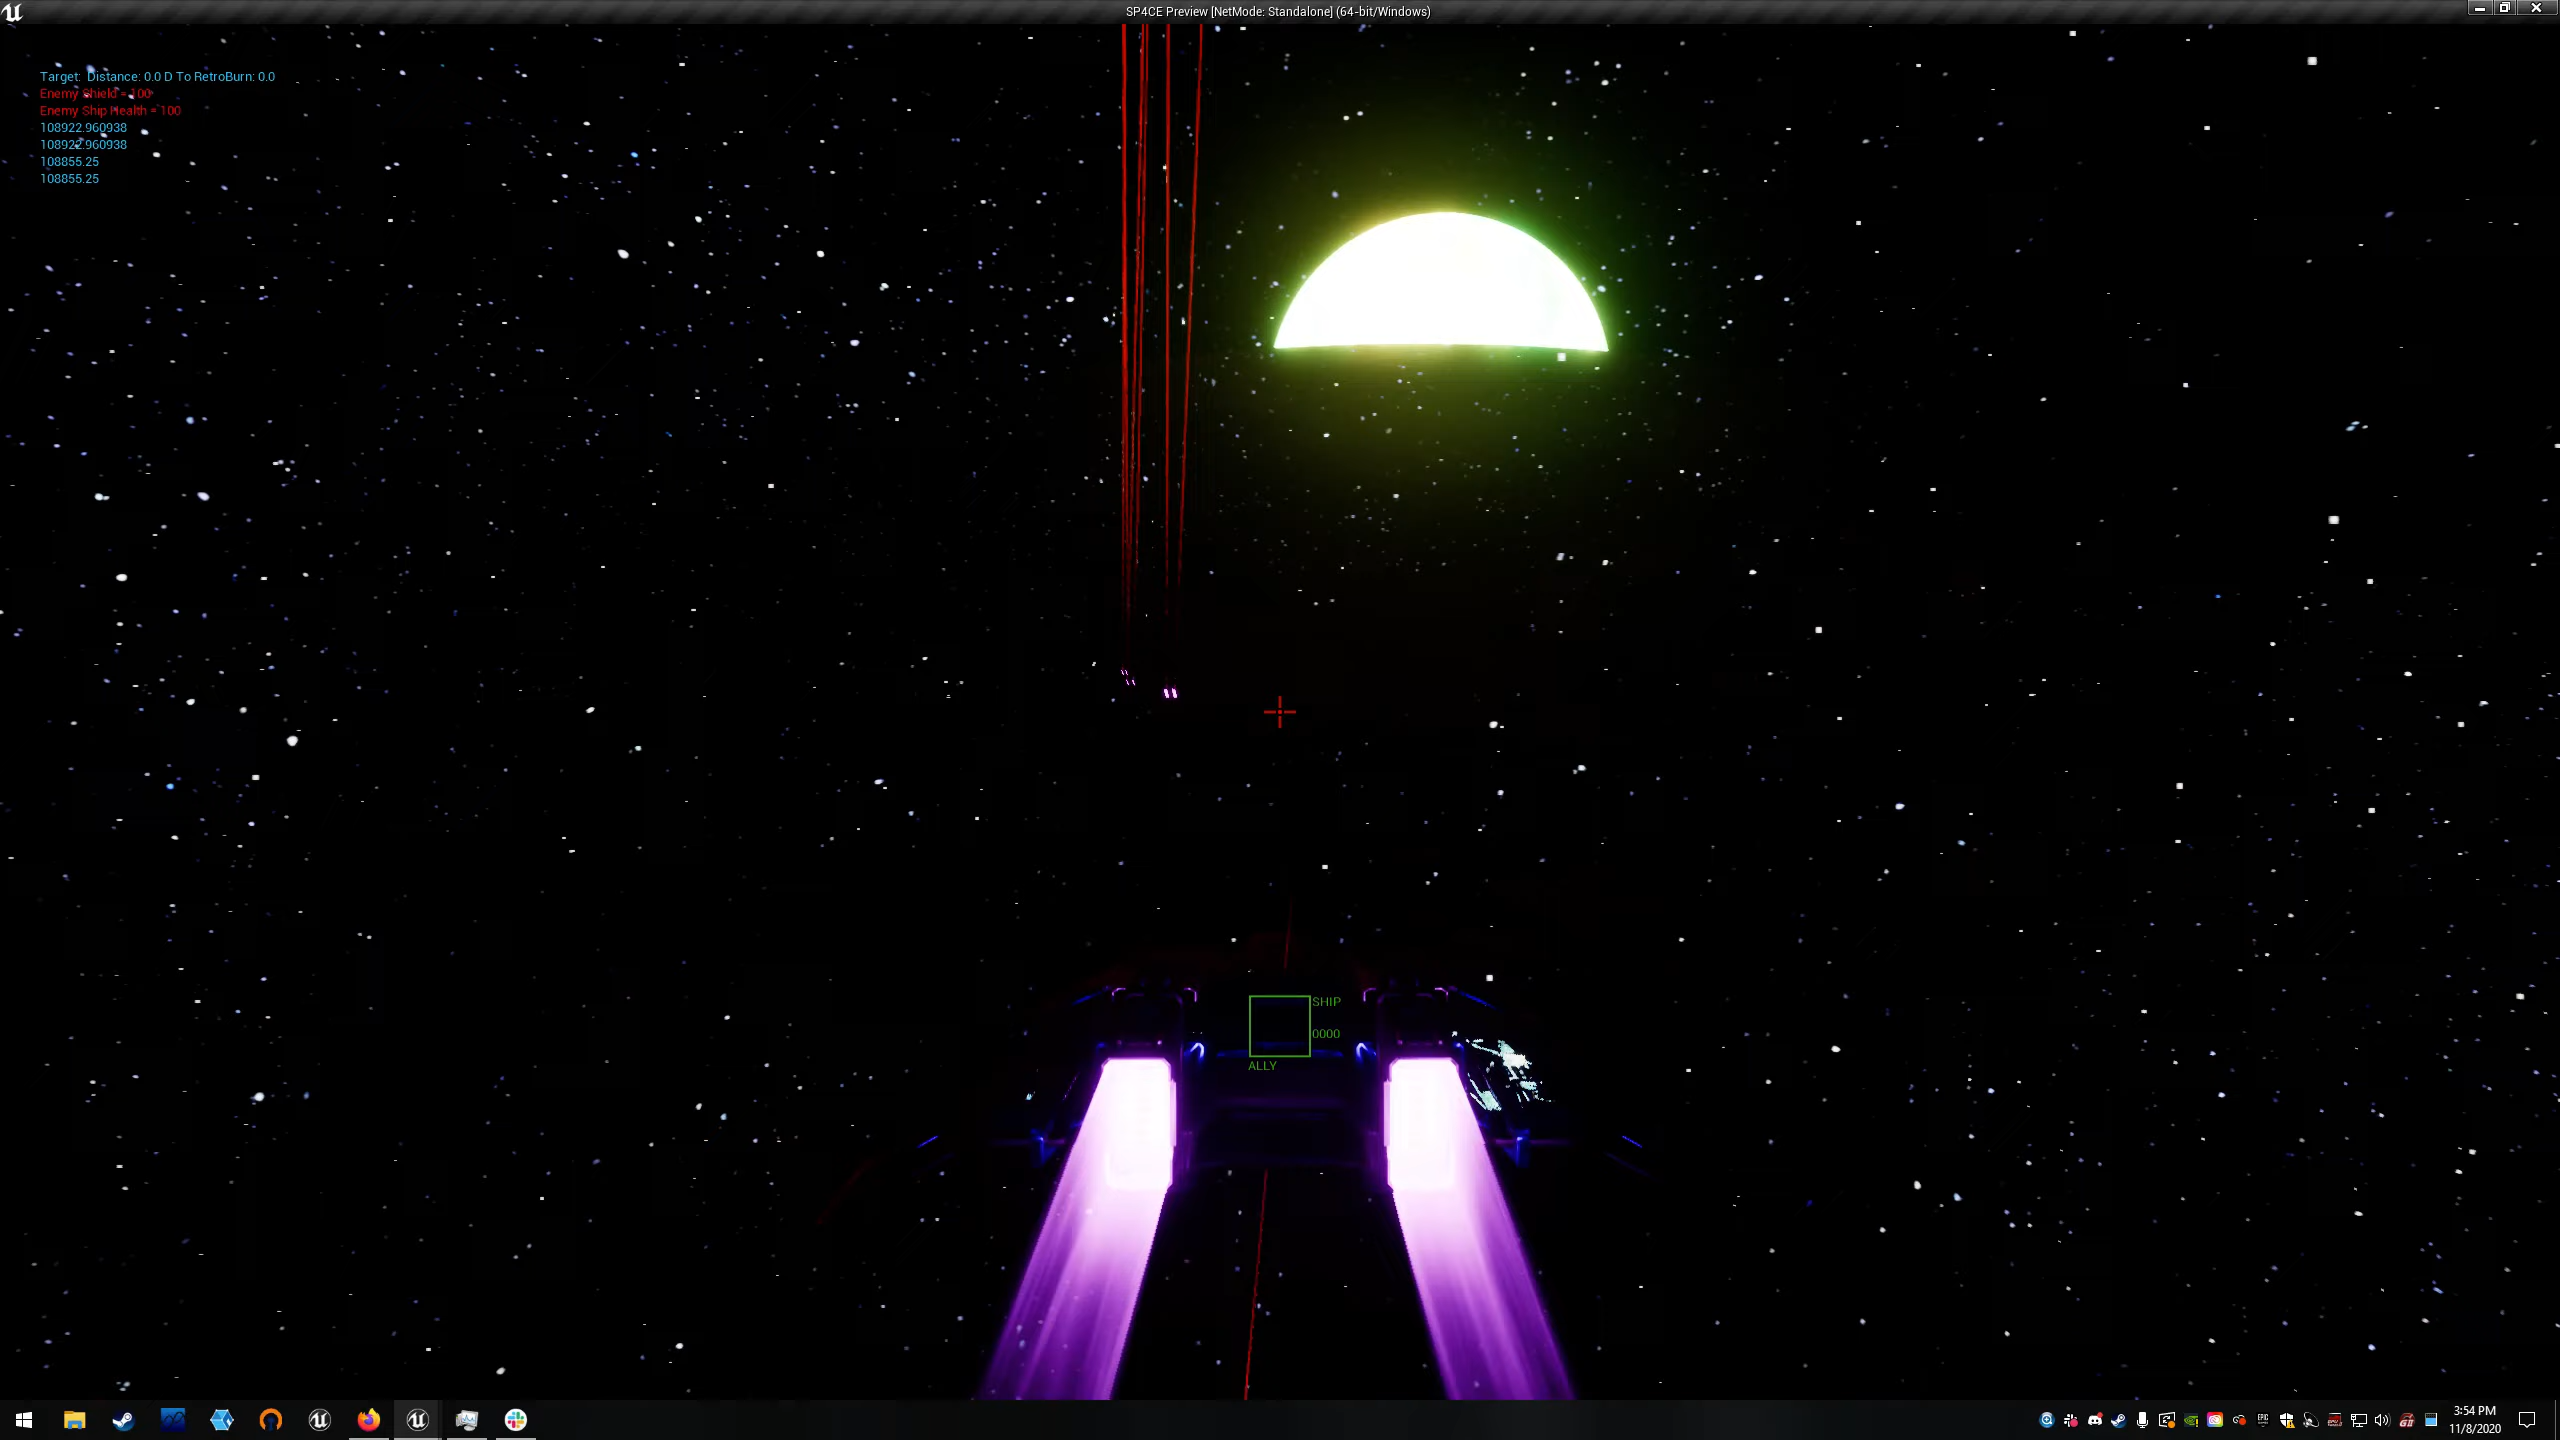 SP4CE Preview [NetMode: Standalone] (64-bit/Windows)
Target:  Distance: 0.0 D To RetroBurn: 0.0
Enemy Shield = 100
Enemy Ship Health = 100
108922.960938
108922.960938
108855.25
108855.25
SHIP
0000
ALLY
3:54 PM
11/8/2020